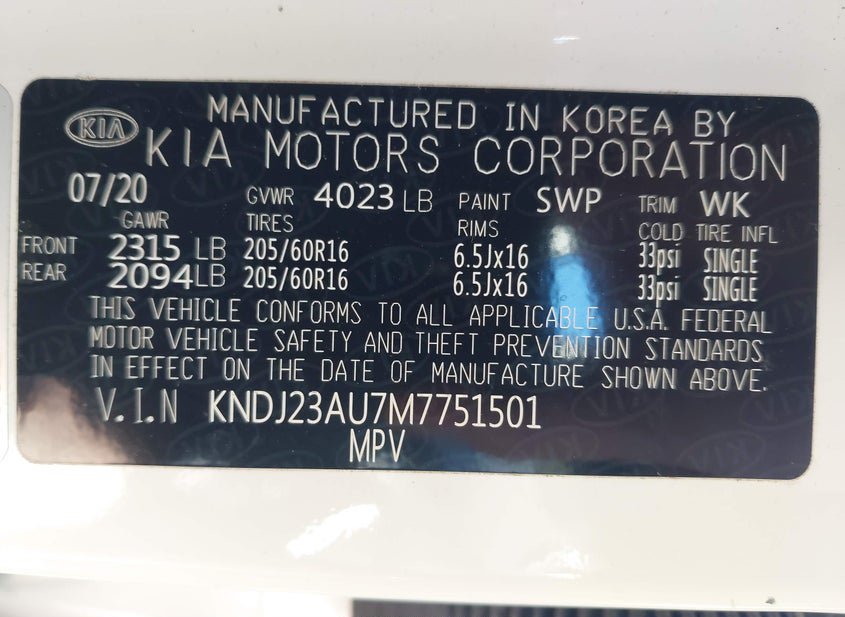 MANUFACTURED IN KOREA BY
KIA KIA MOTORS CORPORATION
07/20 GVWR 4023 LB PAINT SWP TRIM WK
GAWR TIRES RIMS COLD TIRE INFL
FRONT 2315 LB 205/60R16 6.5Jx16 33psi SINGLE
REAR 2094 LB 205/60R16 6.5Jx16 33psi SINGLE
THIS VEHICLE CONFORMS TO ALL APPLICABLE U.S.A. FEDERAL
MOTOR VEHICLE SAFETY AND THEFT PREVENTION STANDARDS
IN EFFECT ON THE DATE OF MANUFACTURE SHOWN ABOVE.
V.I.N KNDJ23AU7M7751501
MPV